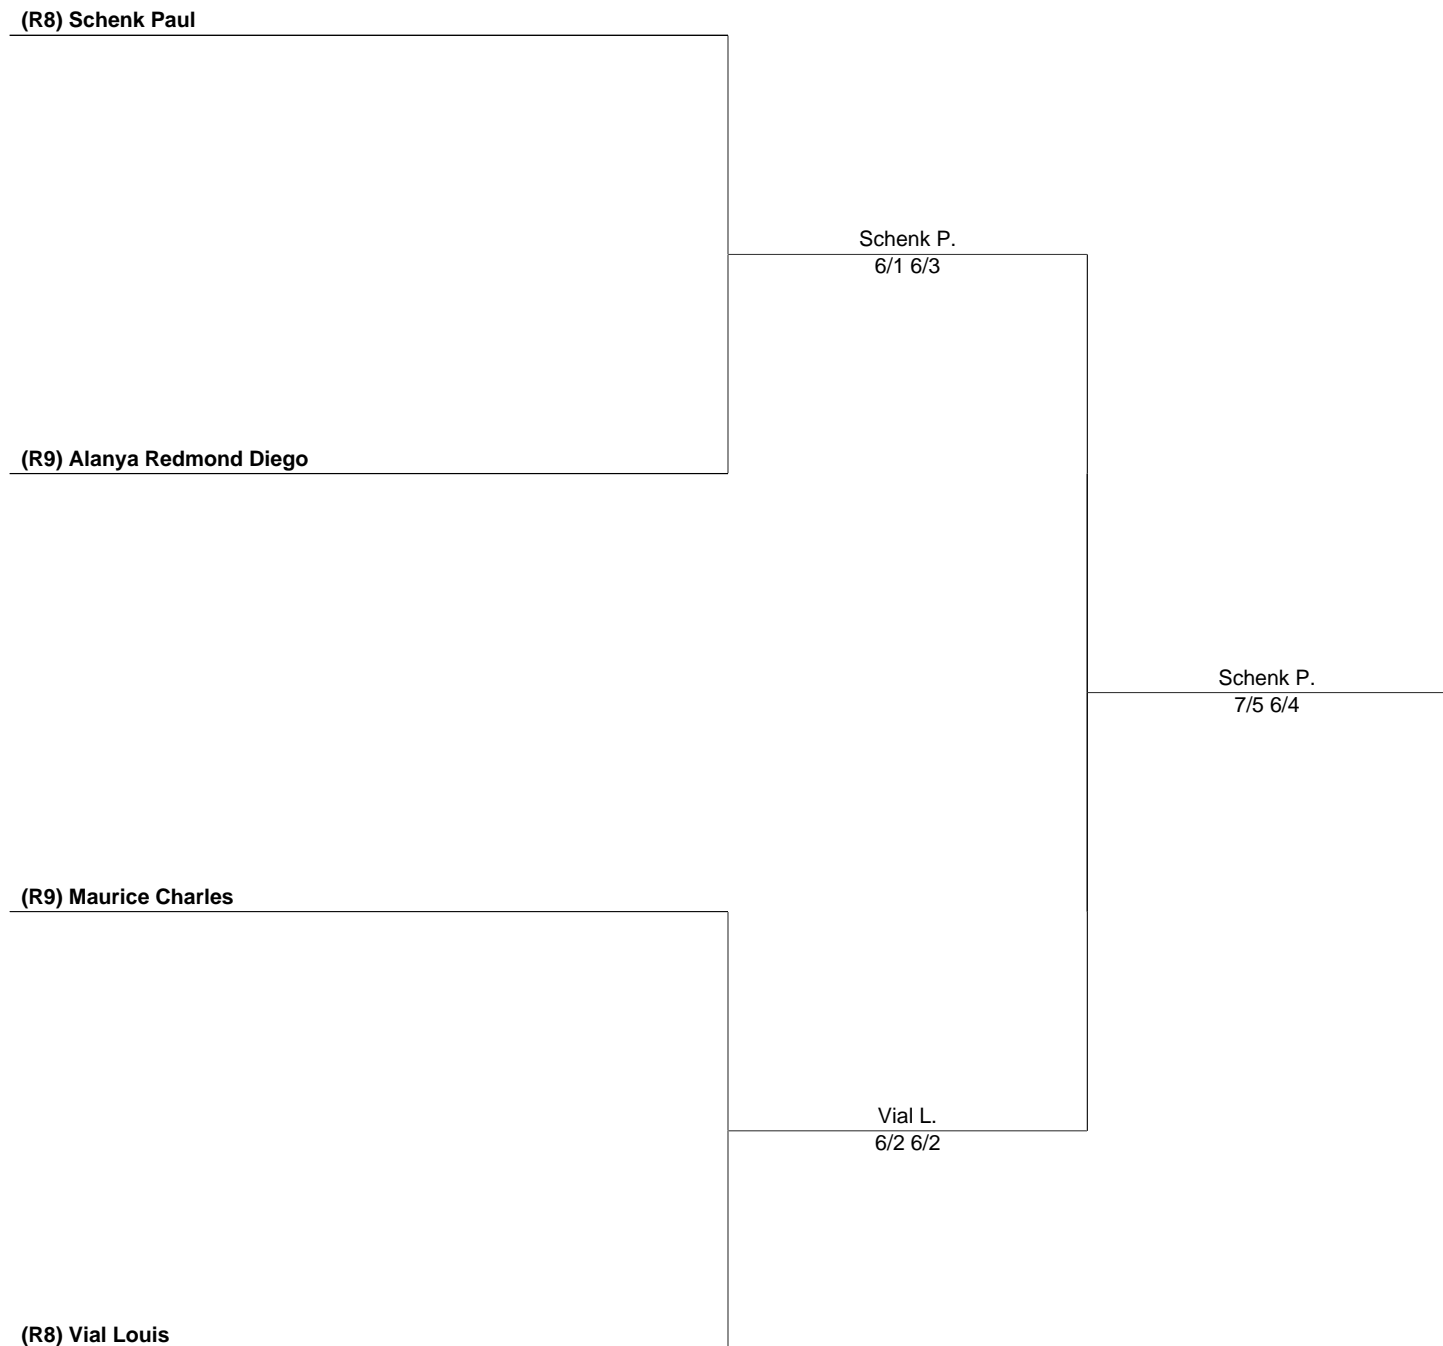 (R8) Schenk Paul
Schenk P.
6/1 6/3
(R9) Alanya Redmond Diego
Schenk P.
7/5 6/4
(R9) Maurice Charles
Vial L.
6/2 6/2
(R8) Vial Louis